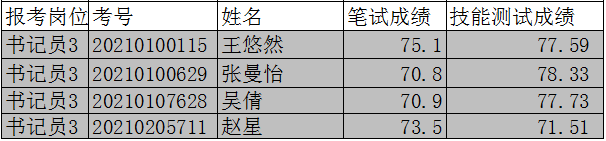 报考岗位 考号 姓名 笔试成绩 技能测试成绩
书记员3 20210100115 王悠然 75.1 77.59
书记员3 20210100629 张曼怡 70.8 78.33
书记员3 20210107628 吴倩 70.9 77.73
书记员3 20210205711 赵星 73.5 71.51